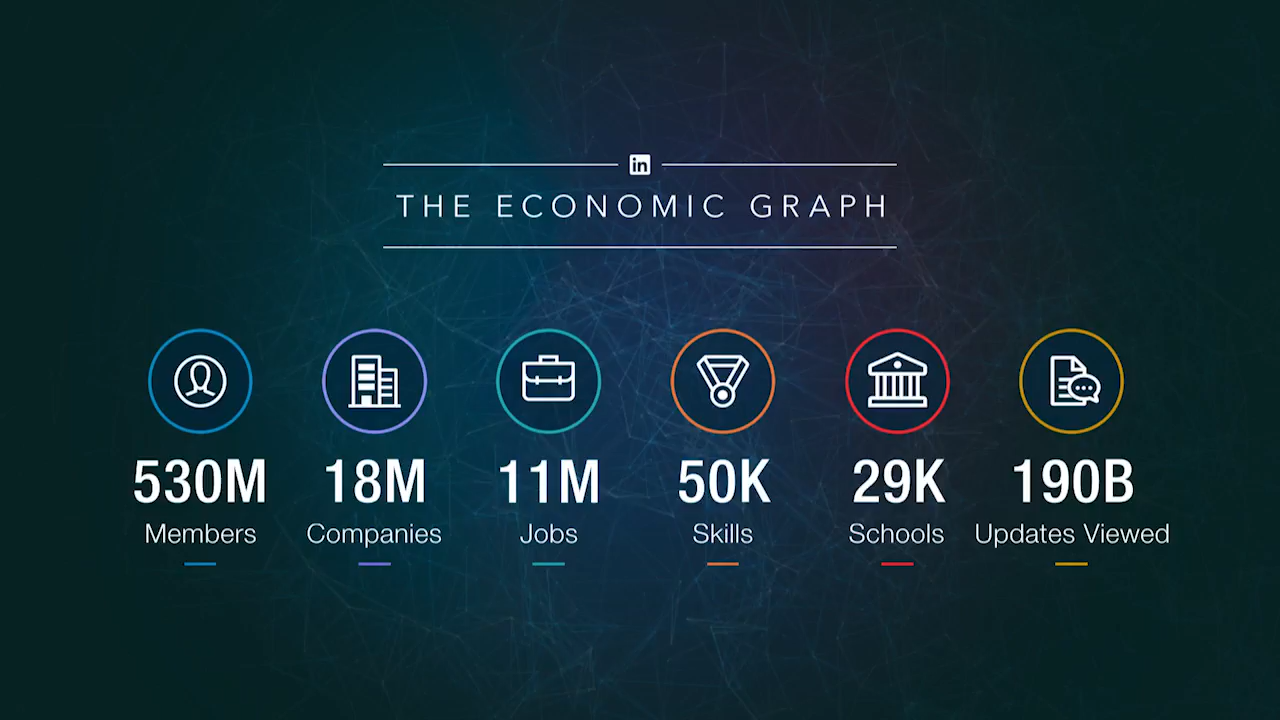 in
THE ECONOMIC GRAPH
530M
Members
18M
Companies
11M
Jobs
50K
Skills
29K
Schools
190B
Updates Viewed